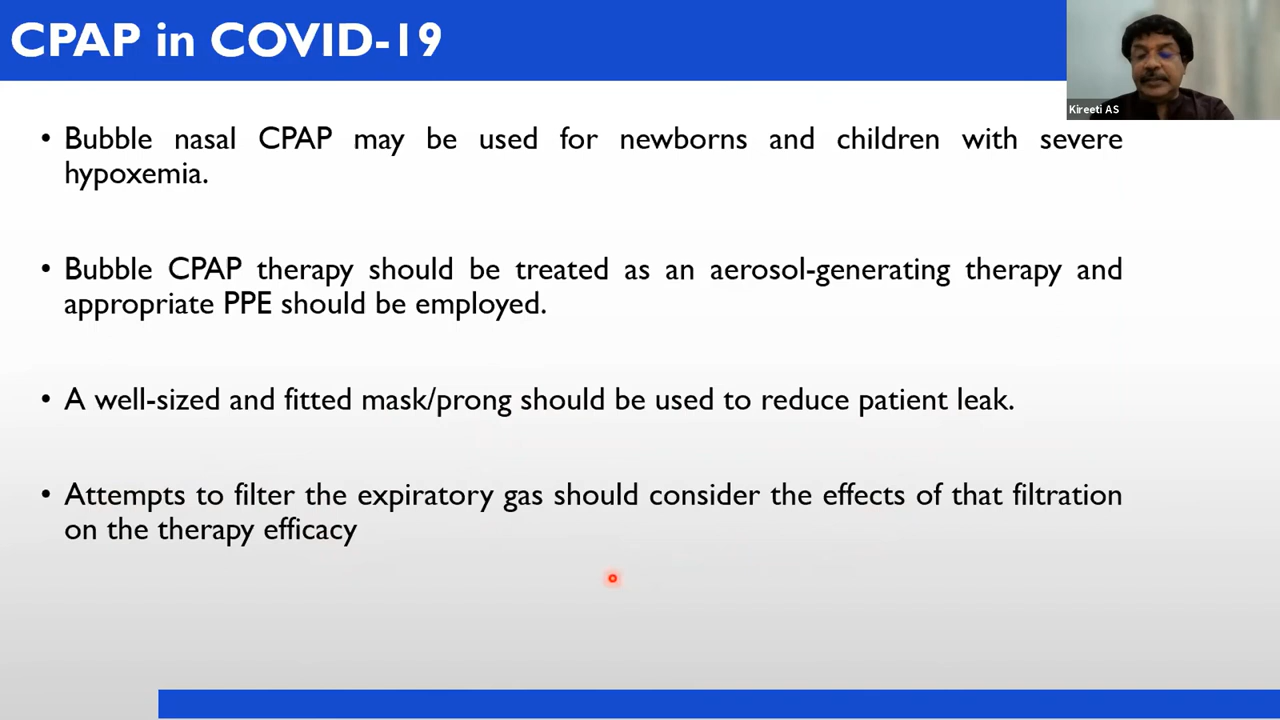 CPAP in COVID-19
Kireeti AS
• Bubble nasal CPAP may be used for newborns and children with severe
hypoxemia.
• Bubble CPAP therapy should be treated as an aerosol-generating therapy and
appropriate PPE should be employed.
• A well-sized and fitted mask/prong should be used to reduce patient leak.
• Attempts to filter the expiratory gas should consider the effects of that filtration
on the therapy efficacy